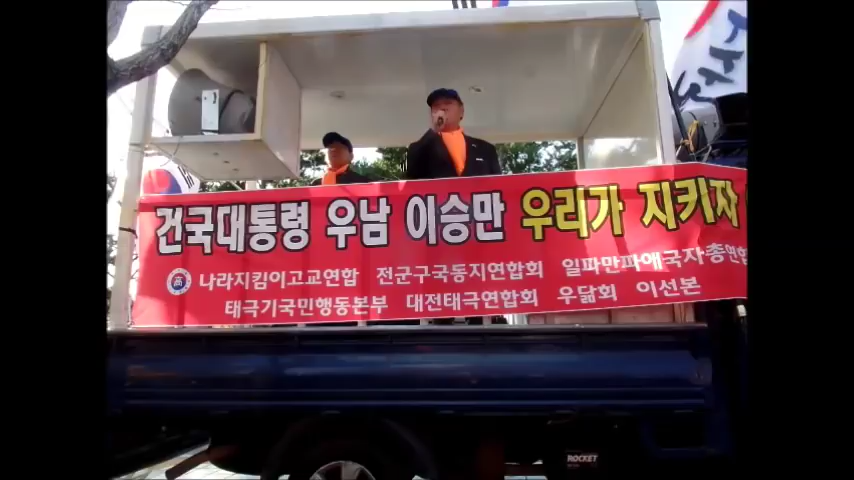 건국대통령 우남 이승만 우리가 지키자
나라지킴이고교연합 전군구국동지연합회 일파만파애국자총연합
태극기국민행동본부 대전태극연합회 우닮회 이선본
ROCKET